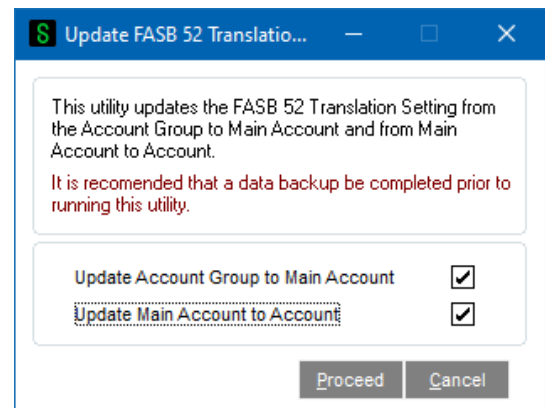 S Update FASB 52 Translatio...
This utility updates the FASB 52 Translation Setting from
the Account Group to Main Account and from Main
Account to Account.
It is recomended that a data backup be completed prior to
running this utility.
Update Account Group to Main Account
Update Main Account to Account
Proceed Cancel